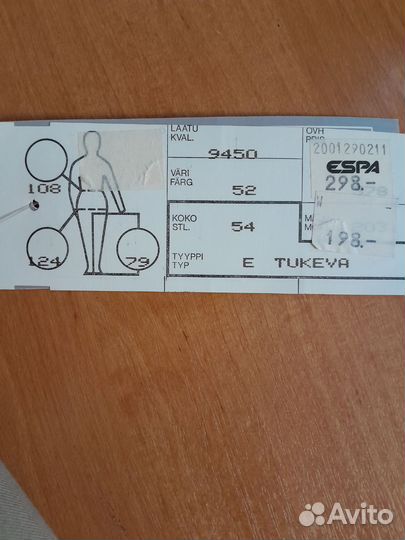 LAATU
KVAL.
9450
OVH
2001290211
ESPA
298.-
VÄRI
FÄRG
52
108
KOKO
STL.
54
198.-
124
79
TYYPPI
TYP
E TUKEVA
Avito